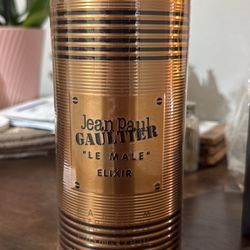 Jean Paul
GAULTIER
"LE MALE"
ELIXIR